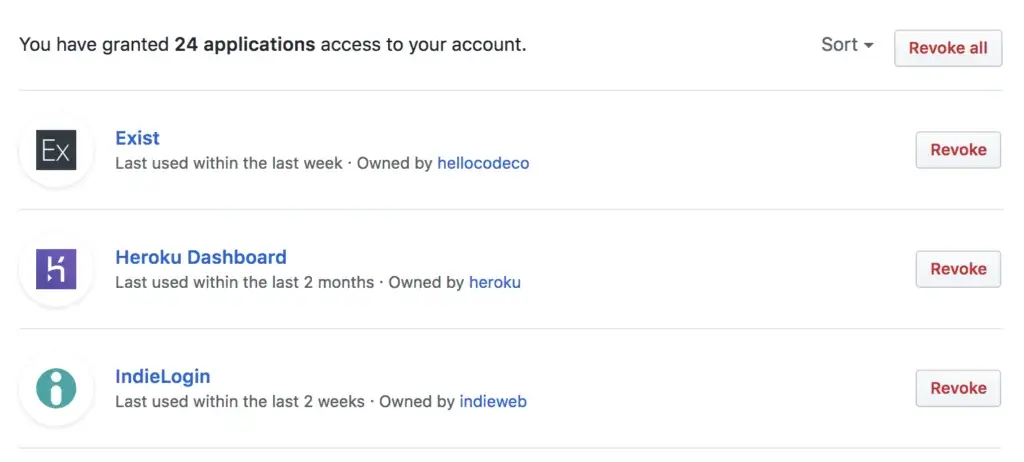 You have granted 24 applications access to your account. Sort Revoke all
Ex Exist
Last used within the last week · Owned by hellocodeco Revoke
Heroku Dashboard
Last used within the last 2 months · Owned by heroku Revoke
IndieLogin
Last used within the last 2 weeks · Owned by indieweb Revoke